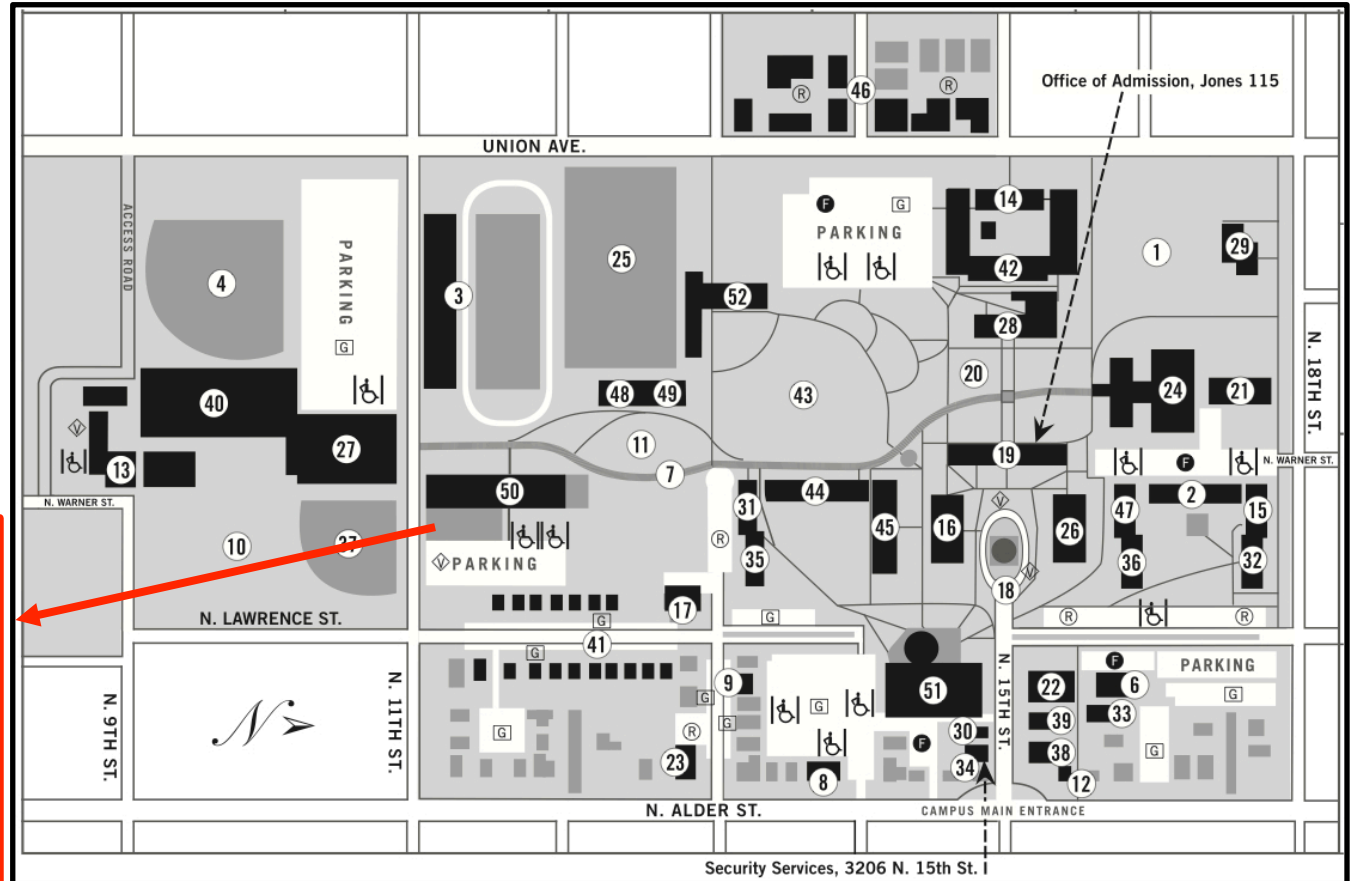 Office of Admission, Jones 115
R
46
R
UNION AVE.
ACCESS ROAD
PARKING
G
4
3
25
52
F
G
PARKING
14
42
28
1
29
N. 18TH ST.
40
27
13
48
49
11
43
20
24
21
19
F
N. WARNER ST.
N. WARNER ST.
V
7
50
44
31
45
16
V
26
47
2
15
10
37
V PARKING
R
35
18
V
36
32
17
G
R
R
N. LAWRENCE ST.
G
41
G
N. 9TH ST.
N
N. 11TH ST.
G
9
G
G
R
23
G
8
51
F
30
34
N. 15TH ST.
22
39
38
12
F
6
33
PARKING
G
G
N. ALDER ST.
CAMPUS MAIN ENTRANCE
Security Services, 3206 N. 15th St.